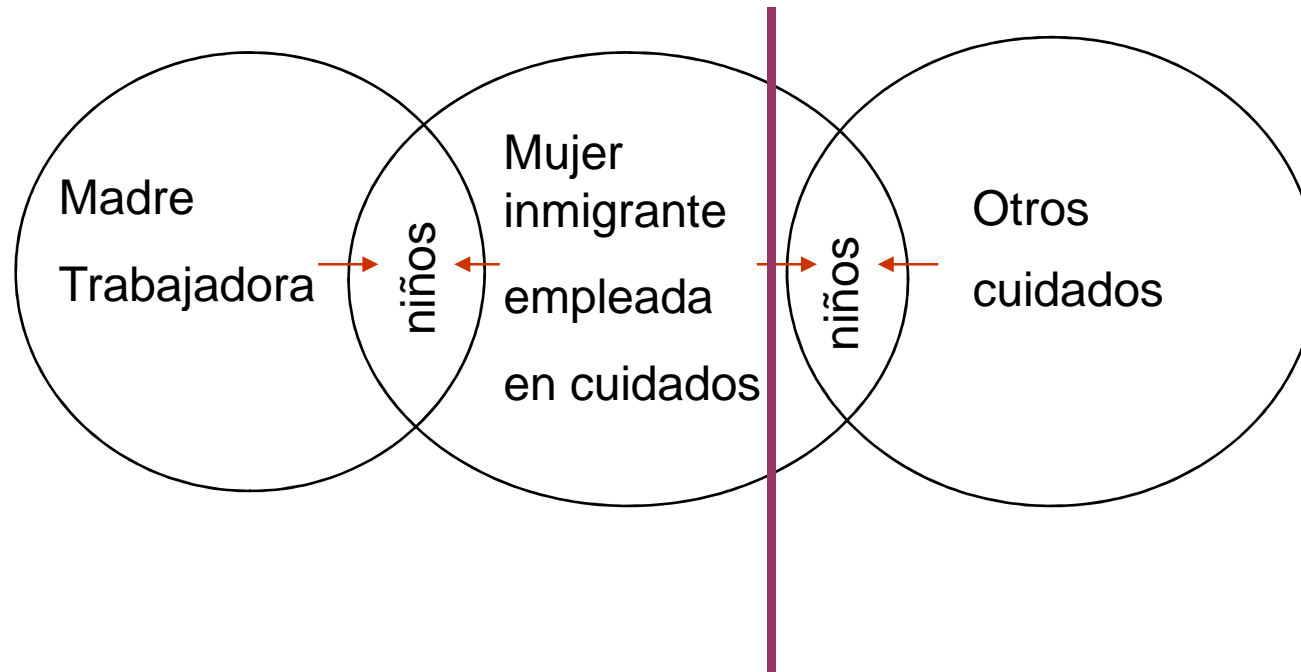 Madre
Trabajadora
niños
Mujer
inmigrante
empleada
en cuidados
niños
Otros
cuidados